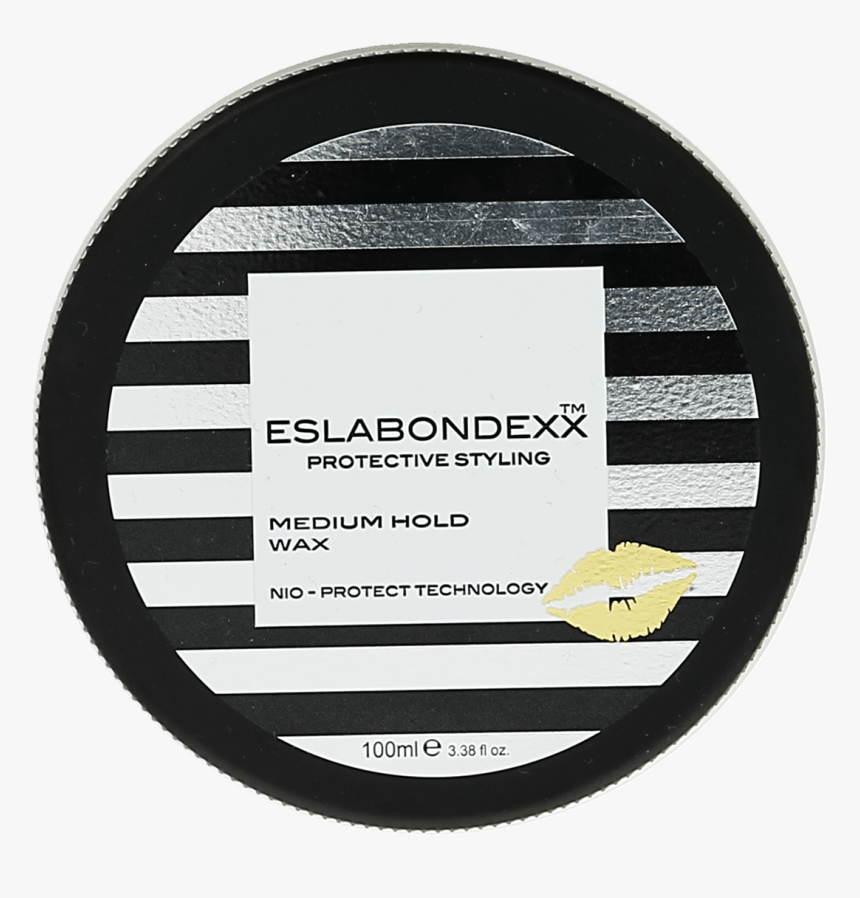 ESLABONDEXX™
PROTECTIVE STYLING
MEDIUM HOLD
WAX
NIO - PROTECT TECHNOLOGY
100ml ℮ 3.38 fl oz.